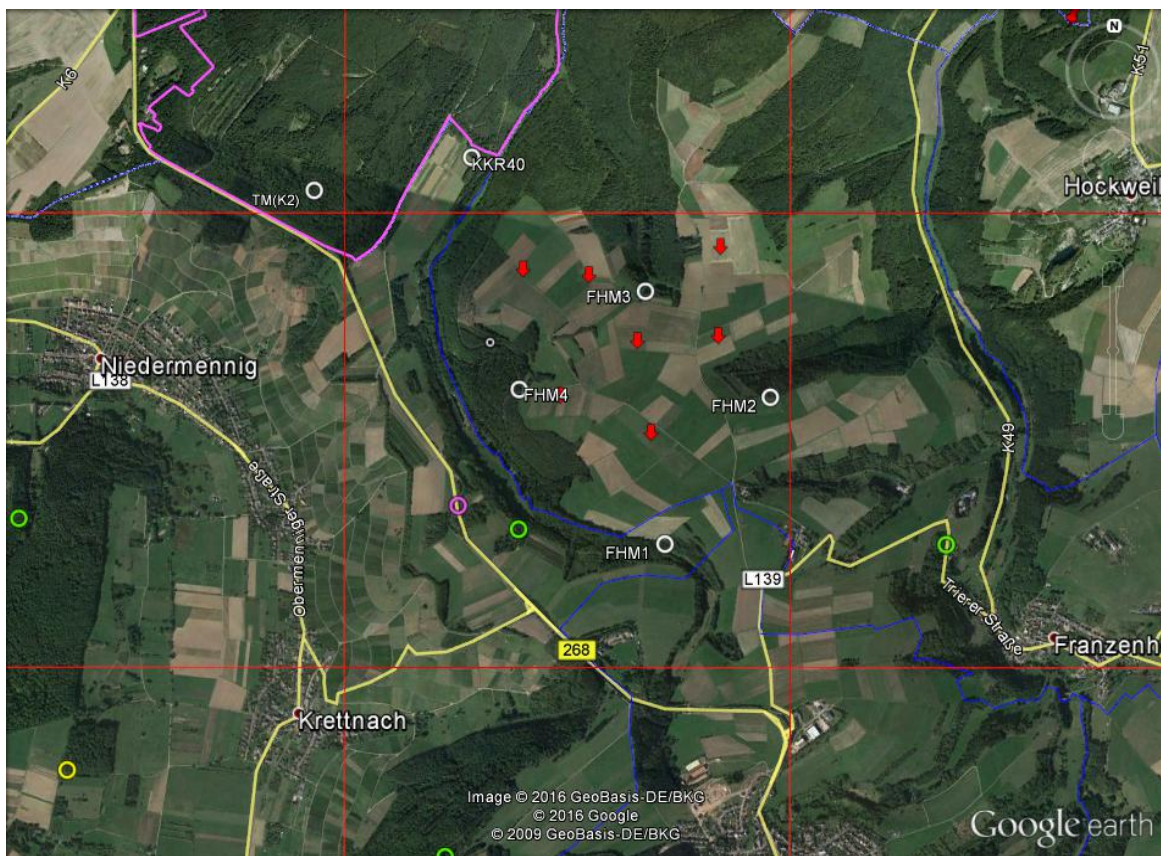 N
K6
K51
KKR40
Hockweil
TM(K2)
FHM3
Niedermennig
L138
FHM4
FHM2
K49
Obermenniger Straße
FHM1
L139
Trierer Straße
268
Franzenh
Krettnach
Image © 2016 GeoBasis-DE/BKG
© 2016 Google
© 2009 GeoBasis-DE/BKG
Google earth